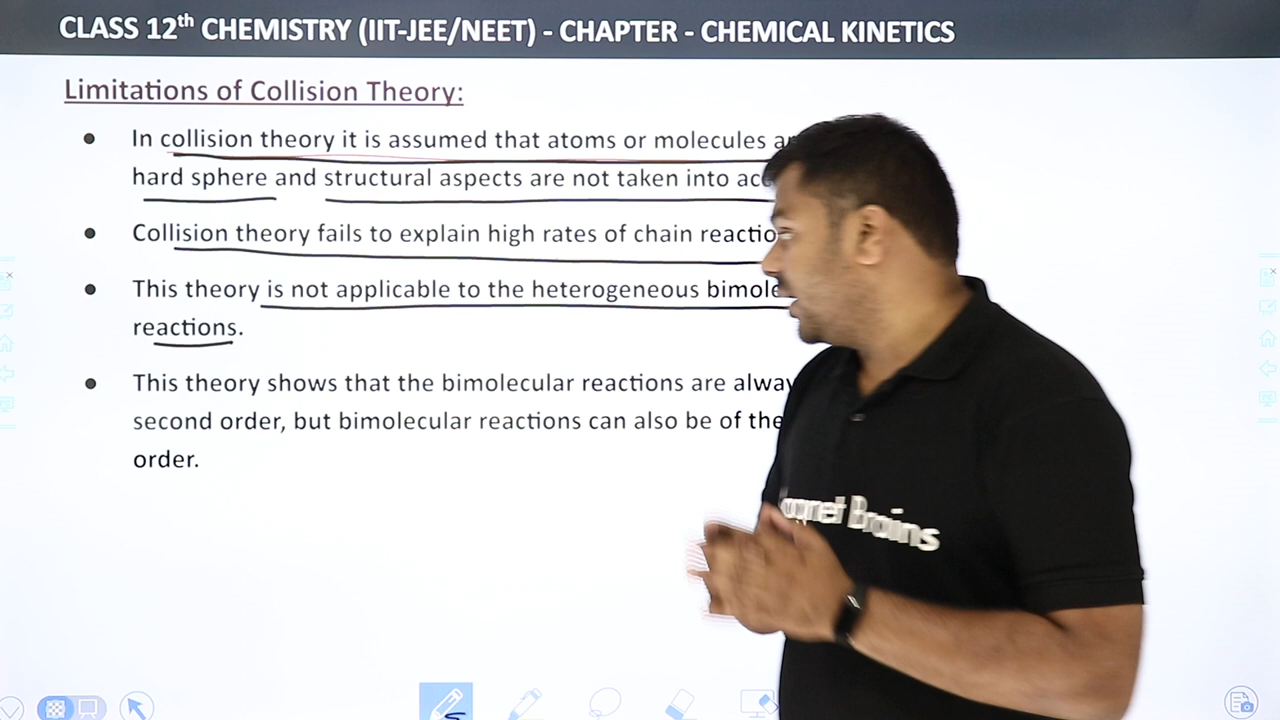 CLASS 12th CHEMISTRY (IIT-JEE/NEET) - CHAPTER - CHEMICAL KINETICS
Limitations of Collision Theory:
• In collision theory it is assumed that atoms or molecules
hard sphere and structural aspects are not taken into
• Collision theory fails to explain high rates of chain
• This theory is not applicable to the heterogeneous
reactions.
• This theory shows that the bimolecular reactions are
second order, but bimolecular reactions can also be of
order.
Brains